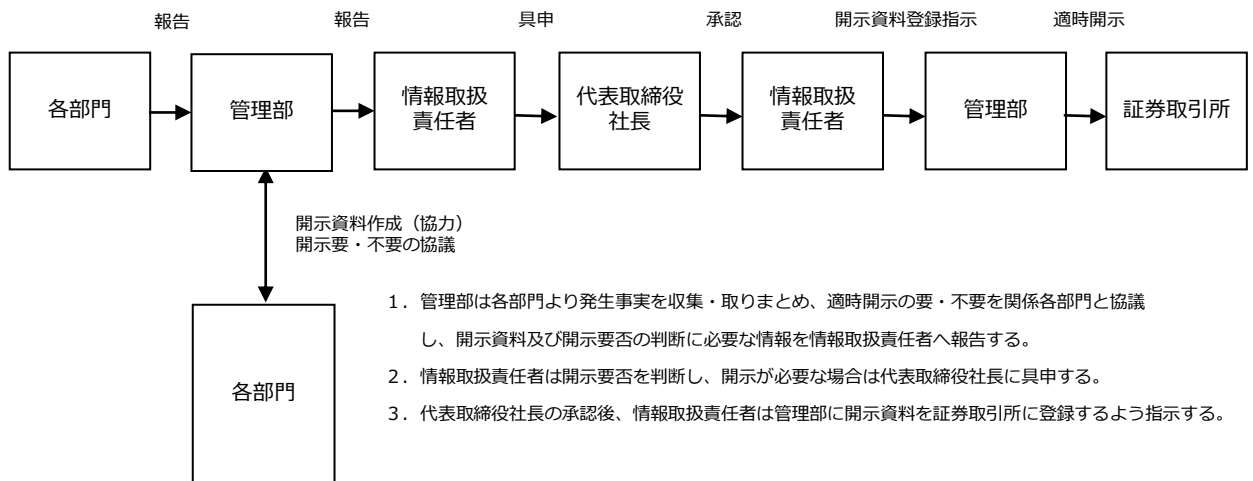 報告
報告
具申
承認
開示資料登録指示
適時開示
各部門
管理部
情報取扱
責任者
代表取締役
社長
情報取扱
責任者
管理部
証券取引所
開示資料作成（協力）
開示要・不要の協議
各部門
１．管理部は各部門より発生事実を収集・取りまとめ、適時開示の要・不要を関係各部門と協議
し、開示資料及び開示要否の判断に必要な情報を情報取扱責任者へ報告する。
２．情報取扱責任者は開示要否を判断し、開示が必要な場合は代表取締役社長に具申する。
３．代表取締役社長の承認後、情報取扱責任者は管理部に開示資料を証券取引所に登録するよう指示する。